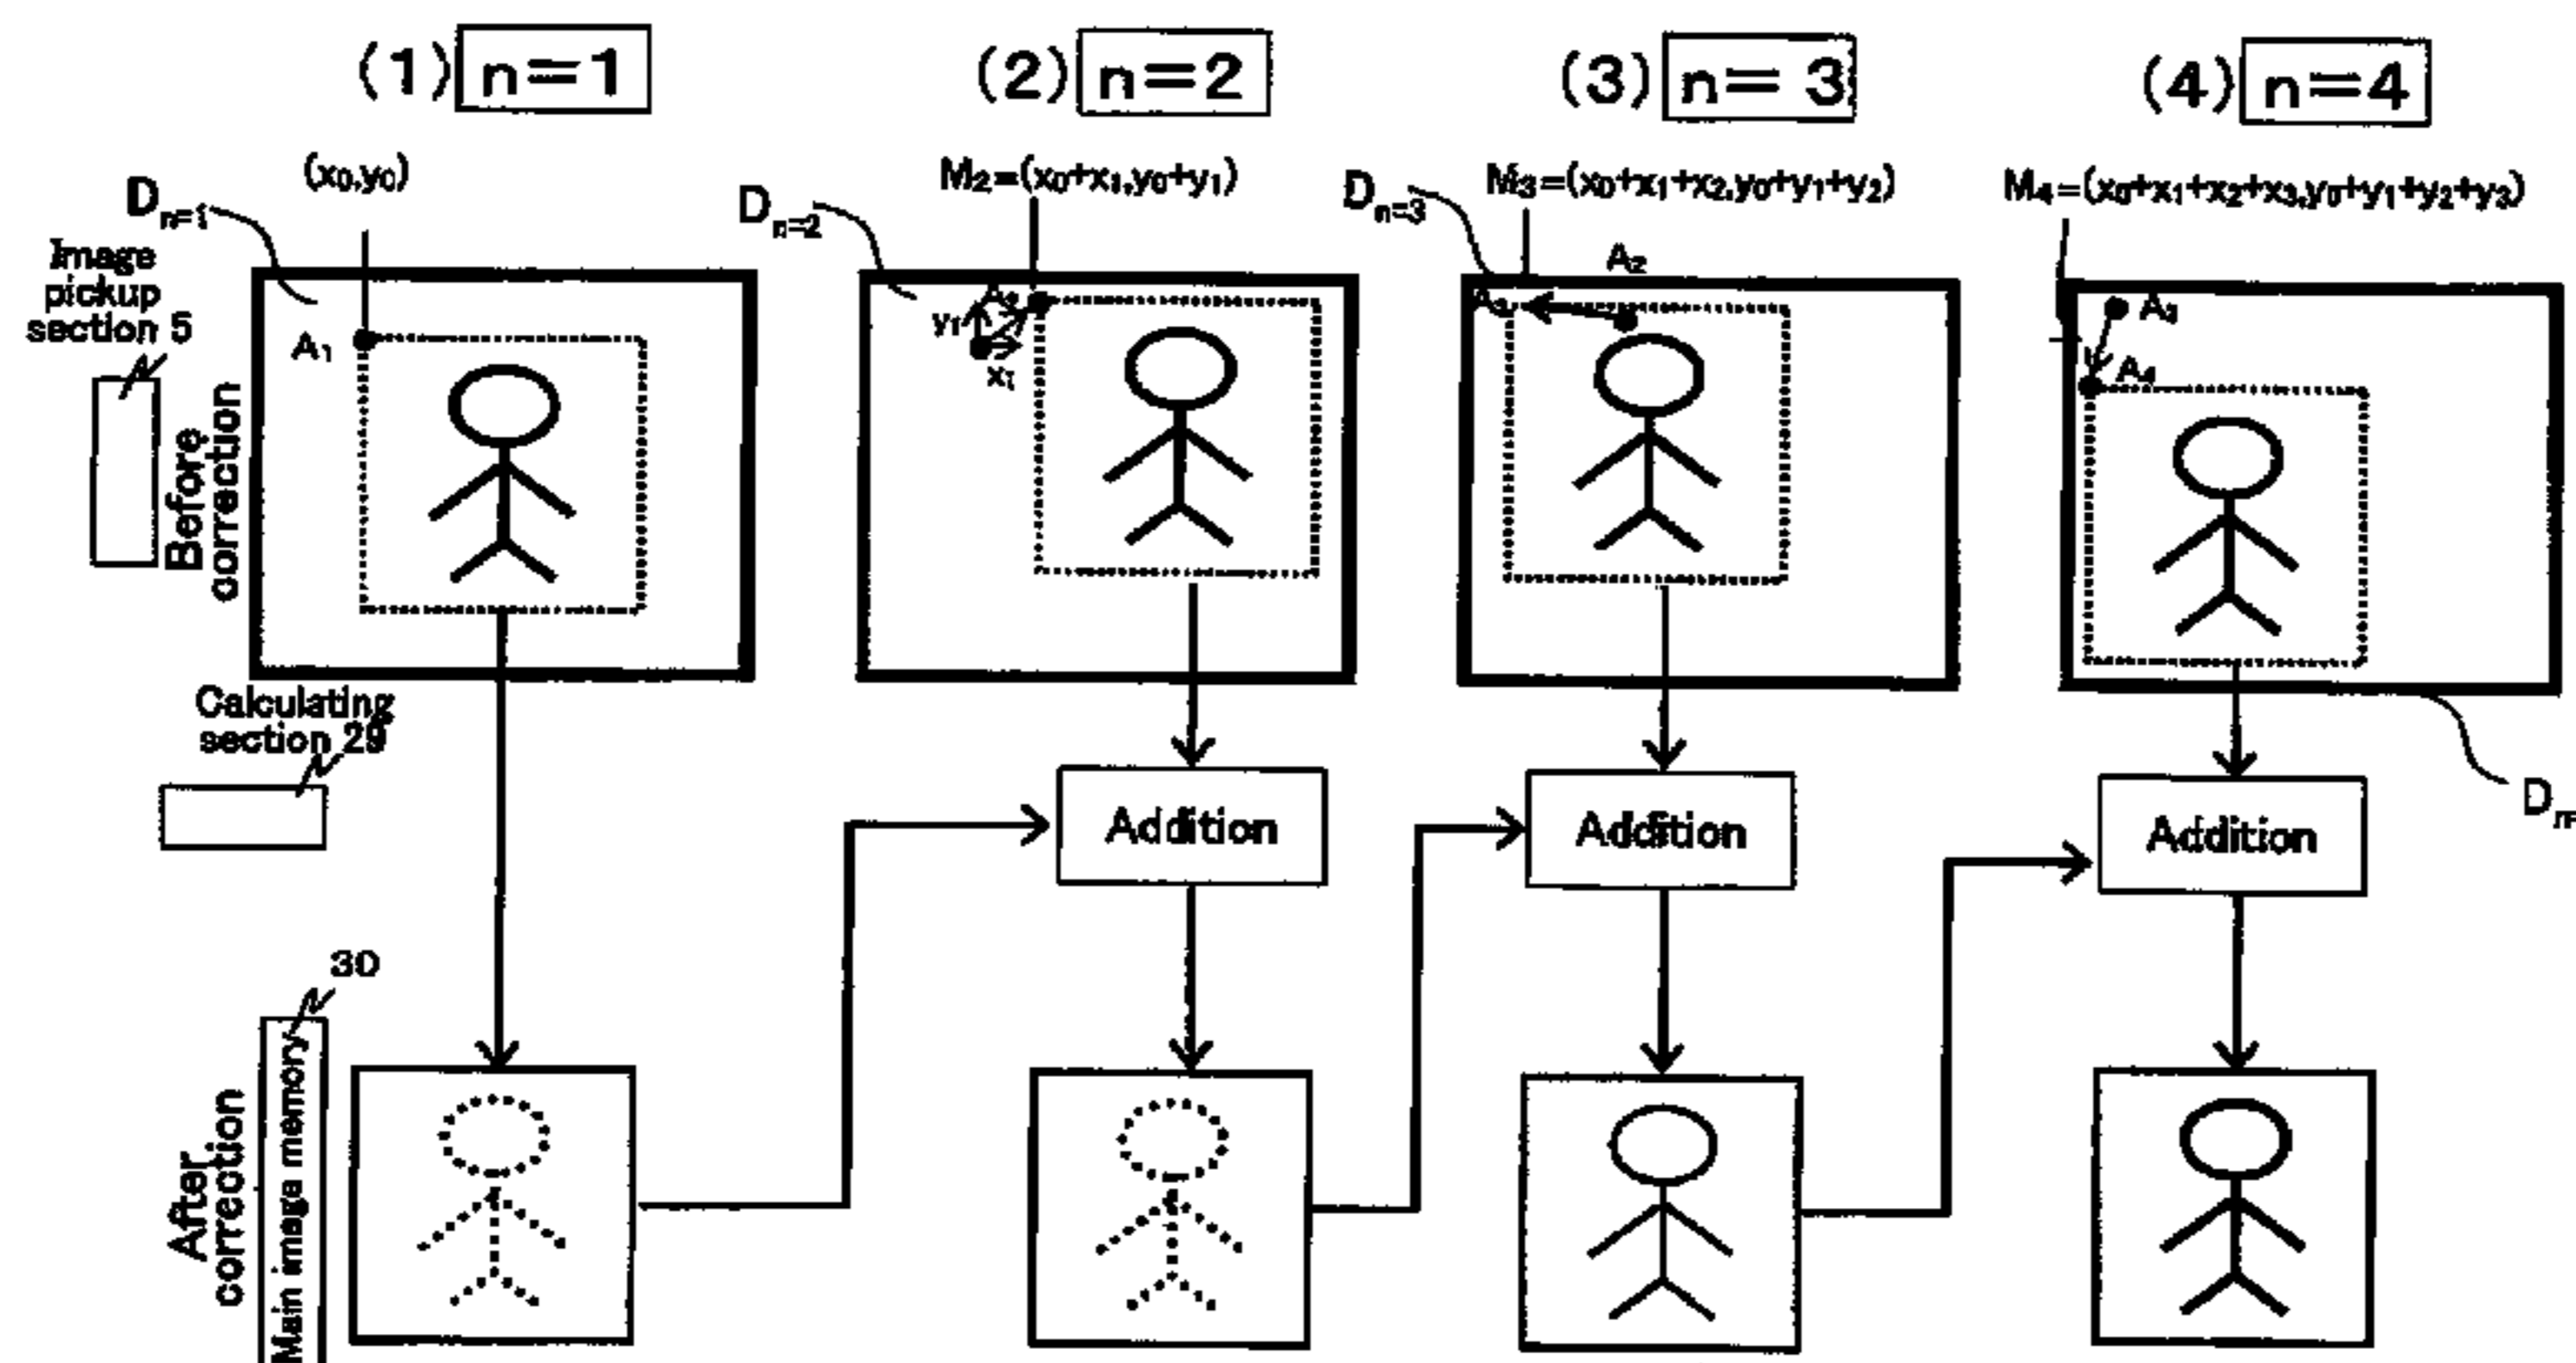 (1) n=1
(2) n=2
(3) n= 3
(4) n=4
(x₀,y₀)
M₂=(x₀+x₁,y₀+y₁)
M₃=(x₀+x₁+x₂,y₀+y₁+y₂)
M₄=(x₀+x₁+x₂+x₃,y₀+y₁+y₂+y₃)
Dₙ₌₁
Dₙ₌₂
Dₙ₌₃
Image
pickup
section 5
A₁
y₁
x₁
A₂
A₃
A₄
Before
correction
Calculating
section 29
Addition
Addition
Addition
30
Main image memory
After
correction